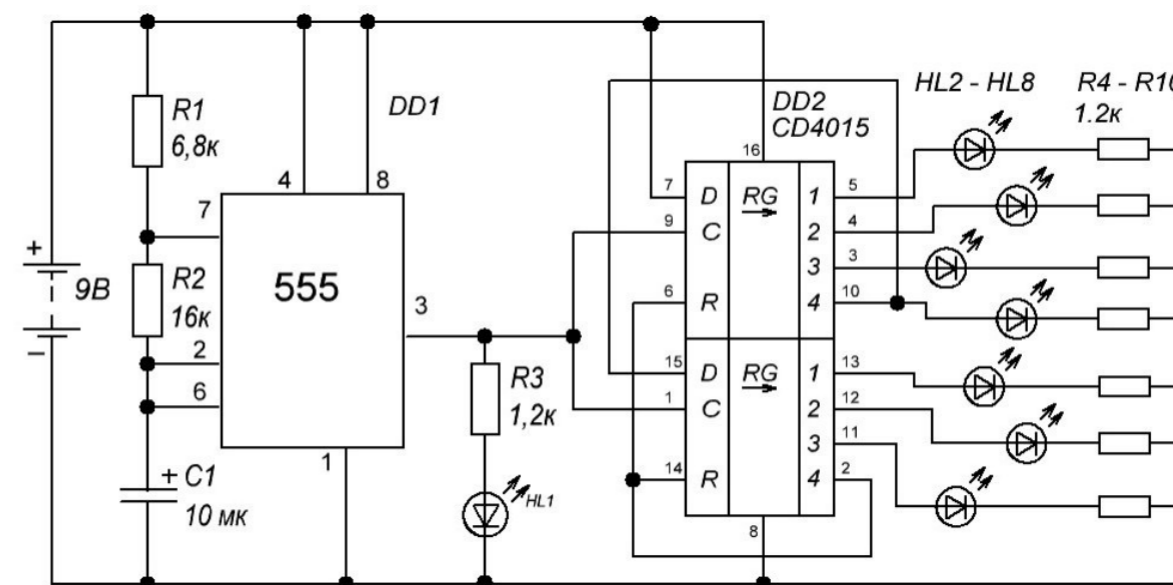 DD1
HL2 - HL8
R4 - R10
1.2к
R1
6,8к
DD2
CD4015
16
4
8
7
555
3
+
9В
–
R2
16к
2
6
1
+ C1
10 мк
R3
1,2к
HL1
7 D RG 1 5
9 C 2 4
3 3
6 R 4 10
15 D RG 1 13
1 C 2 12
3 11
14 R 4 2
8